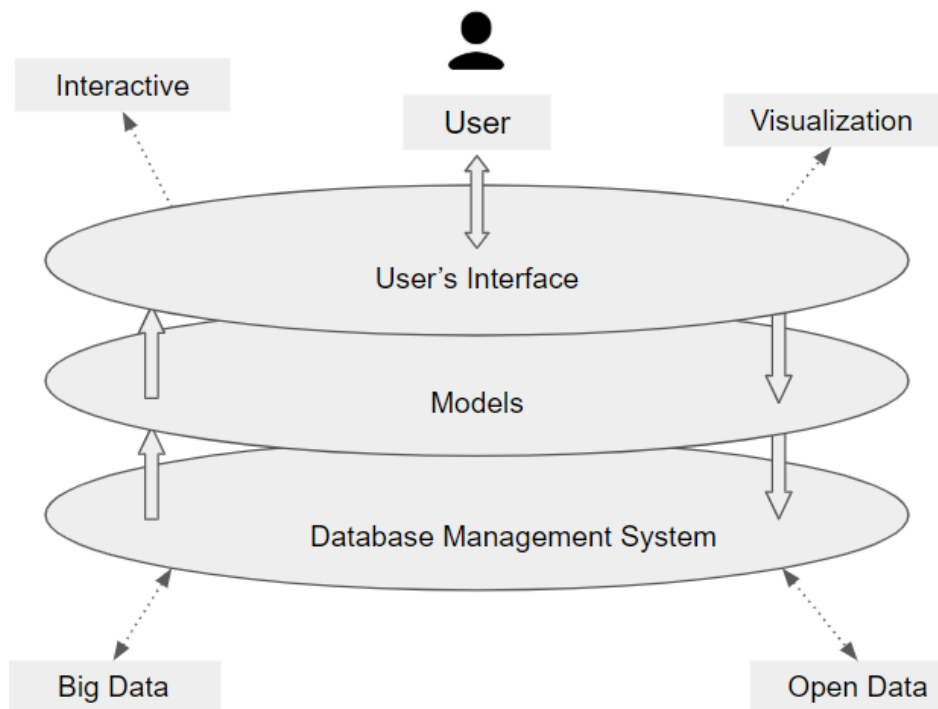 Interactive
User
Visualization
User’s Interface
Models
Database Management System
Big Data
Open Data